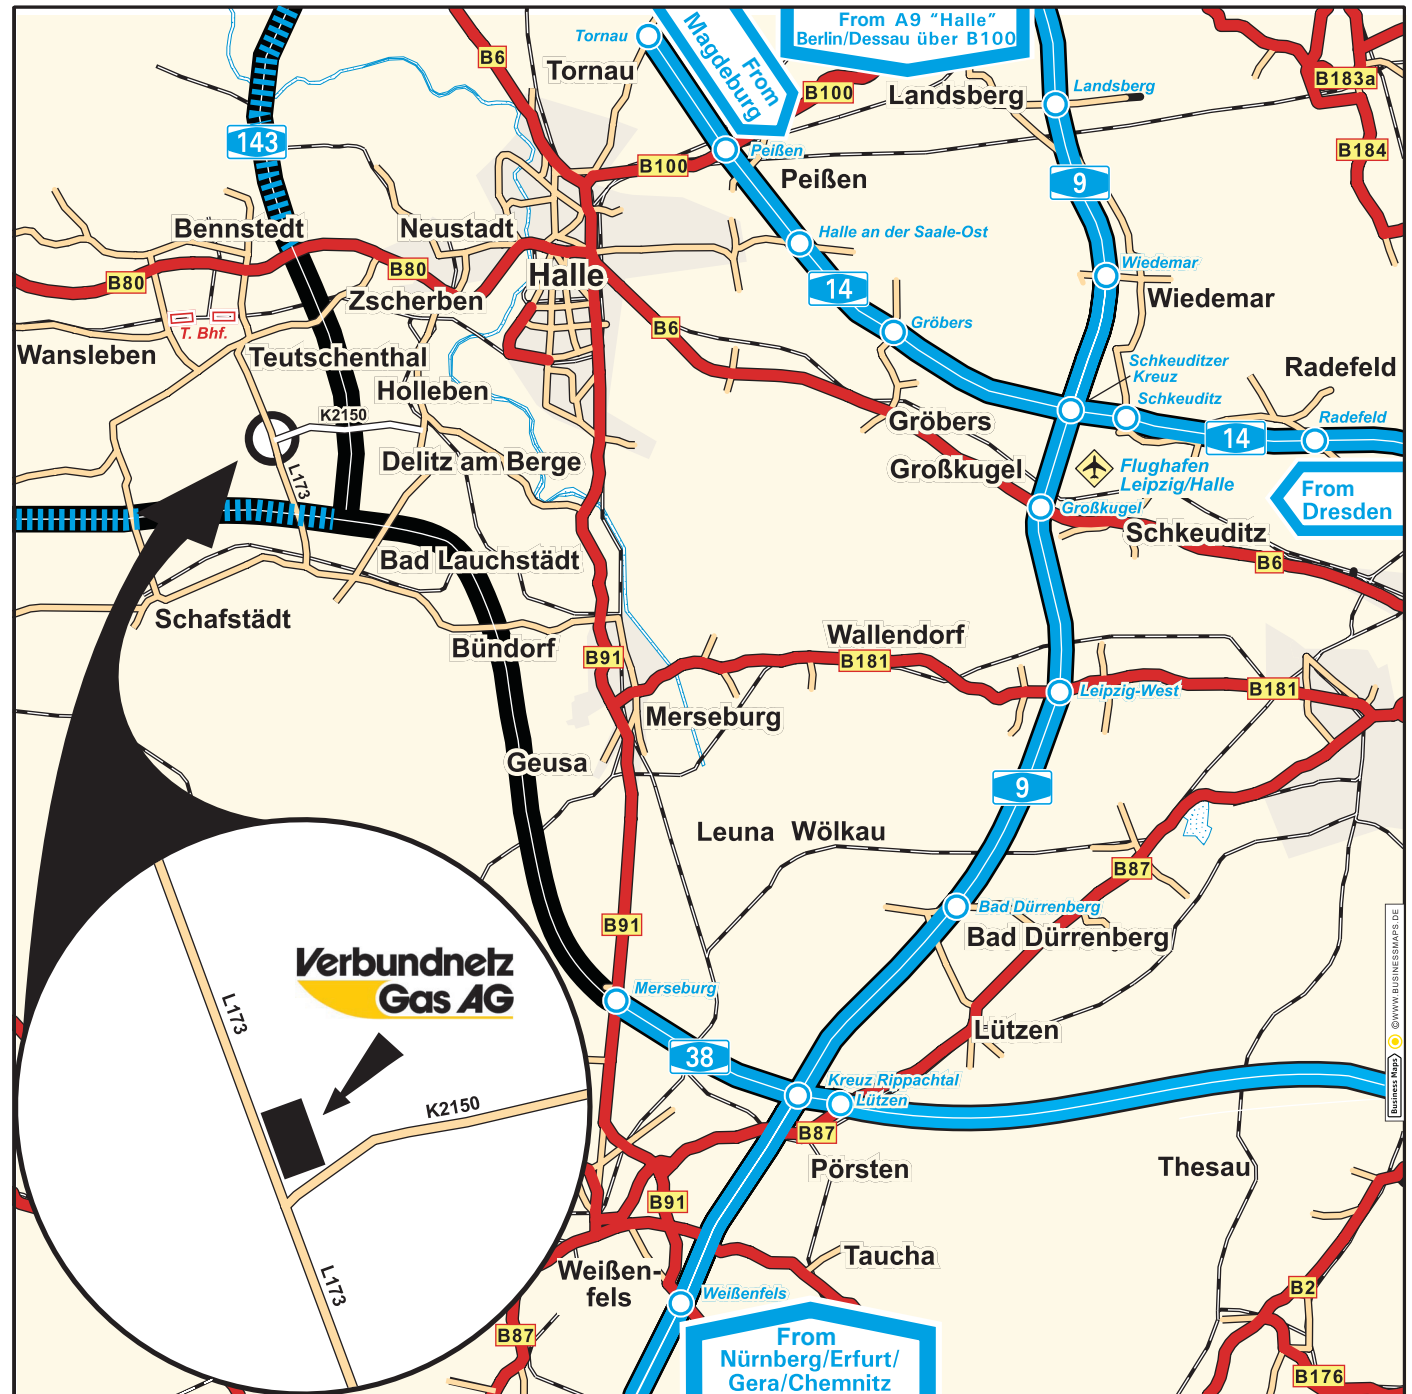 From A9 "Halle"
Berlin/Dessau über B100
From
Magdeburg
Tornau
Tornau
B6
B100
Landsberg
Landsberg
B183a
B184
143
B100
Peißen
Peißen
9
Bennstedt
Neustadt
Halle an der Saale-Ost
B80
B80
Halle
Wiedemar
Wiedemar
14
Zscherben
T. Bhf.
B6
Gröbers
Wansleben
Teutschenthal
Holleben
Schkeuditzer
Kreuz
Radefeld
Schkeuditz
Radefeld
K2150
Gröbers
14
L173
Delitz am Berge
Großkugel
Flughafen
Leipzig/Halle
From
Dresden
Großkugel
Schkeuditz
B6
Bad Lauchstädt
Schafstädt
Bündorf
B91
Wallendorf
B181
Leipzig-West
B181
Merseburg
Geusa
9
Leuna Wölkau
B87
B91
Bad Dürrenberg
Bad Dürrenberg
Verbundnetz
Gas AG
Merseburg
L173
38
Lützen
Kreuz Rippachtal
Lützen
K2150
B87
Pörsten
Thesau
B91
Taucha
Weißen-
fels
L173
Weißenfels
B2
B87
From
Nürnberg/Erfurt/
Gera/Chemnitz
B176
Business Maps ©WWW.BUSINESSMAPS.DE